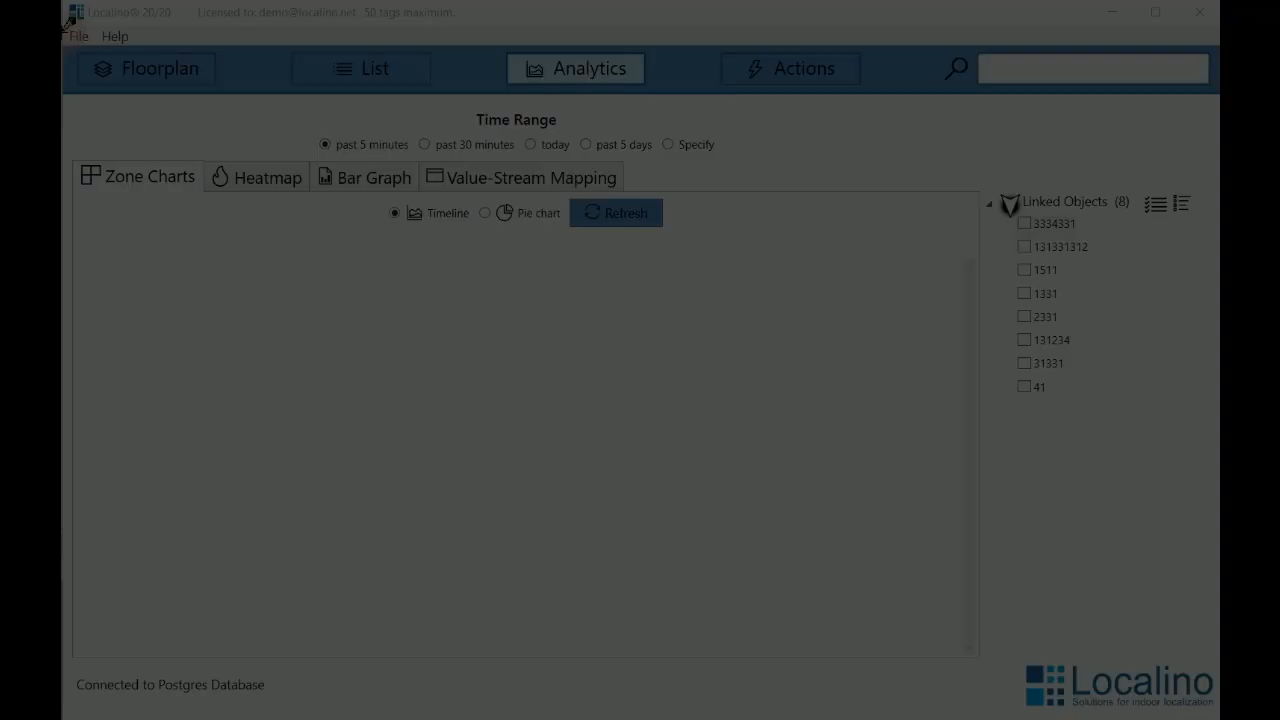 Localino® 20/20 Licensed to: demo@localino.net 50 tags maximum.
File Help
Floorplan List Analytics Actions
Time Range
past 5 minutes past 30 minutes today past 5 days Specify
Zone Charts Heatmap Bar Graph Value-Stream Mapping
Timeline Pie chart Refresh
Linked Objects (8)
3334331
131331312
1511
1331
2331
131234
31331
41
Connected to Postgres Database
Localino
Solutions for indoor localization